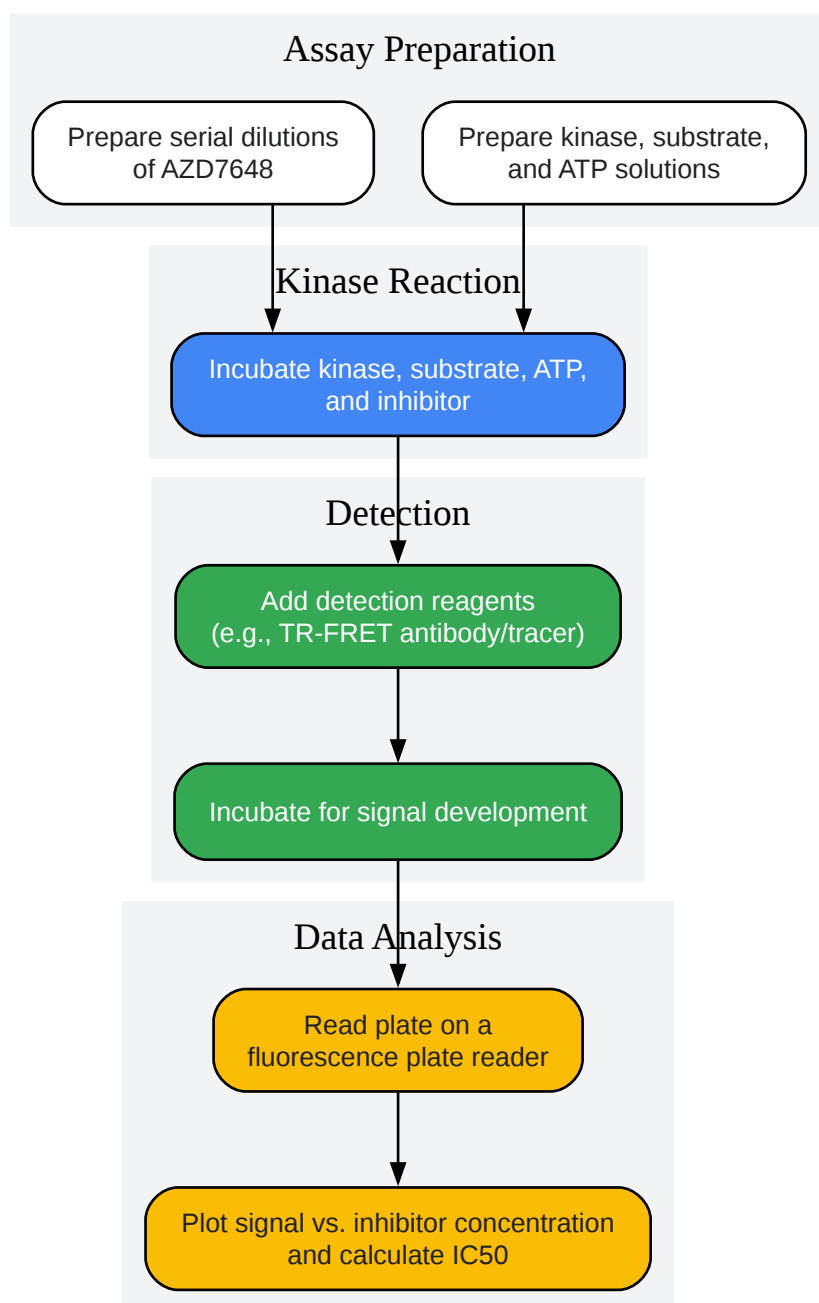 Assay Preparation
Prepare serial dilutions
of AZD7648
Prepare kinase, substrate,
and ATP solutions
Kinase Reaction
Incubate kinase, substrate, ATP,
and inhibitor
Detection
Add detection reagents
(e.g., TR-FRET antibody/tracer)
Incubate for signal development
Data Analysis
Read plate on a
fluorescence plate reader
Plot signal vs. inhibitor concentration
and calculate IC50